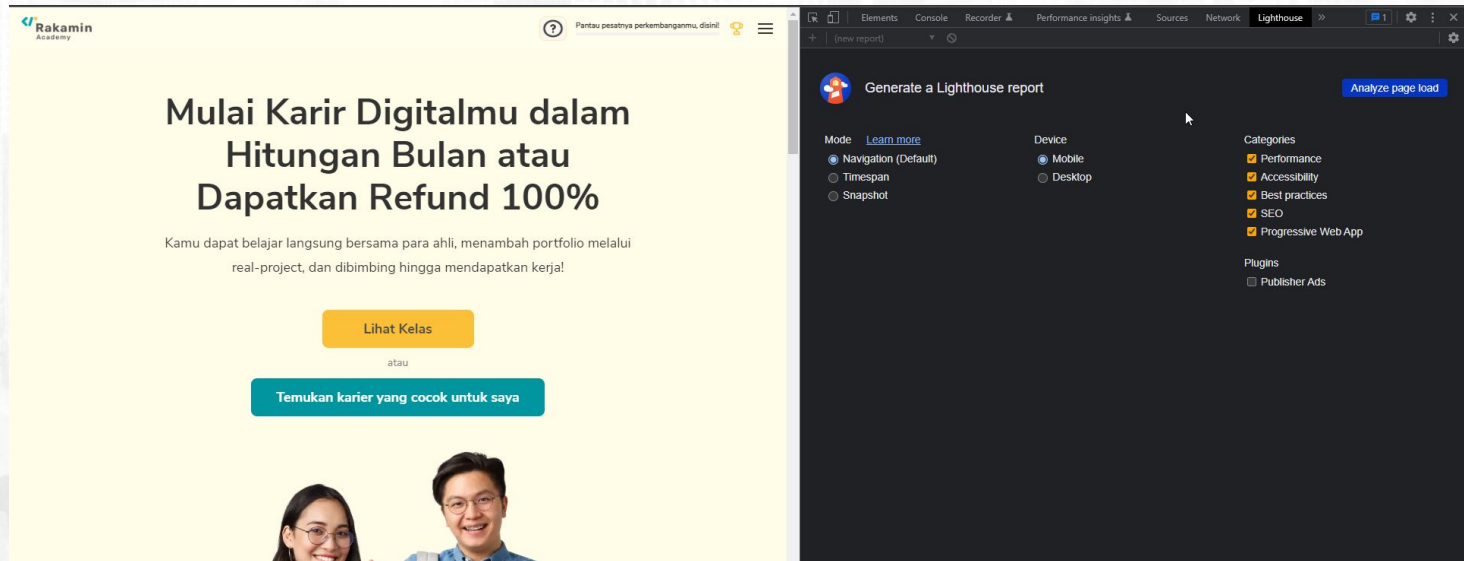 Rakamin
Academy
Pantau pesatnya perkembanganmu, disini!
Mulai Karir Digitalmu dalam
Hitungan Bulan atau
Dapatkan Refund 100%
Kamu dapat belajar langsung bersama para ahli, menambah portfolio melalui
real-project, dan dibimbing hingga mendapatkan kerja!
Lihat Kelas
atau
Temukan karier yang cocok untuk saya
Elements Console Recorder Performance insights Sources Network Lighthouse » 1
+ (new report)
Generate a Lighthouse report
Analyze page load
Mode Learn more
Navigation (Default)
Timespan
Snapshot
Device
Mobile
Desktop
Categories
Performance
Accessibility
Best practices
SEO
Progressive Web App
Plugins
Publisher Ads